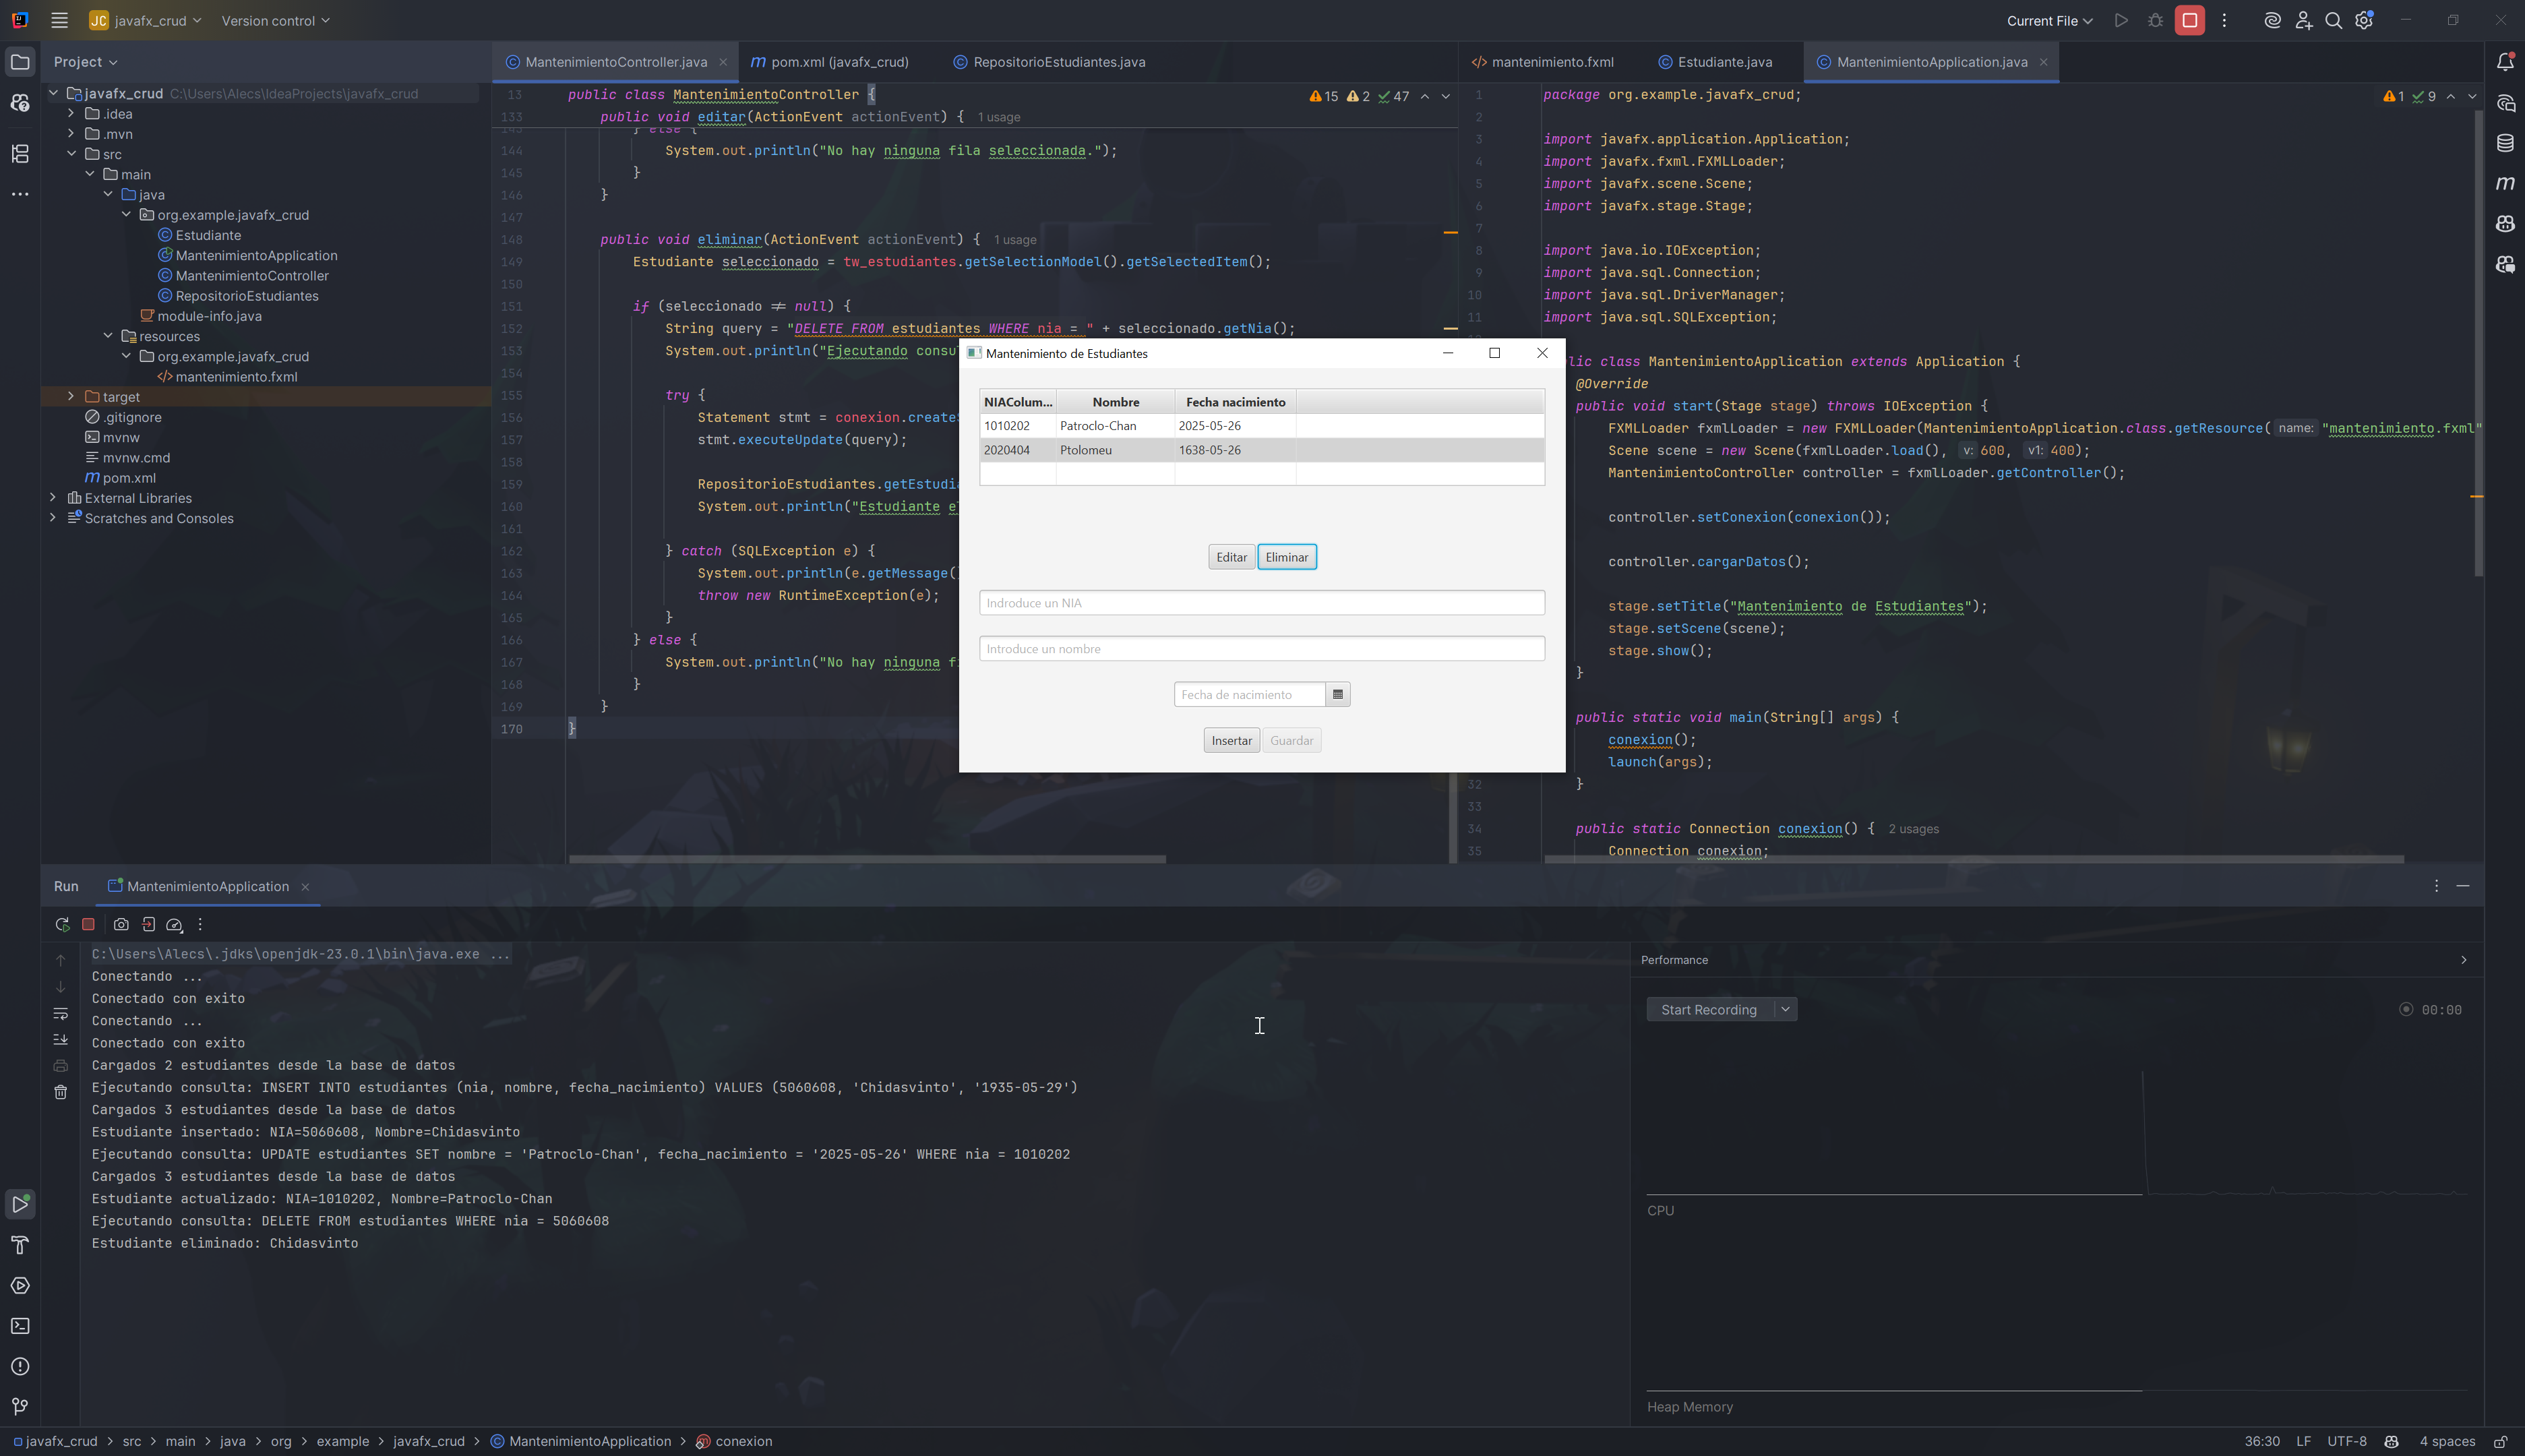 JC javafx_crud Version control Current File
Project
javafx_crud C:\Users\Alecs\IdeaProjects\javafx_crud
.idea
.mvn
src
main
java
org.example.javafx_crud
Estudiante
MantenimientoApplication
MantenimientoController
RepositorioEstudiantes
module-info.java
resources
org.example.javafx_crud
mantenimiento.fxml
target
.gitignore
mvnw
mvnw.cmd
pom.xml
External Libraries
Scratches and Consoles
MantenimientoController.java pom.xml (javafx_crud) RepositorioEstudiantes.java
15 2 47
13 public class MantenimientoController {
133 public void editar(ActionEvent actionEvent) { 1 usage
} else {
144 System.out.println("No hay ninguna fila seleccionada.");
145 }
146 }
147
148 public void eliminar(ActionEvent actionEvent) { 1 usage
149 Estudiante seleccionado = tw_estudiantes.getSelectionModel().getSelectedItem();
150
151 if (seleccionado ≠ null) {
152 String query = "DELETE FROM estudiantes WHERE nia = " + seleccionado.getNia();
153 System.out.println("Ejecutando consu
154
155 try {
156 Statement stmt = conexion.create
157 stmt.executeUpdate(query);
158
159 RepositorioEstudiantes.getEstudi
160 System.out.println("Estudiante el
161
162 } catch (SQLException e) {
163 System.out.println(e.getMessage(
164 throw new RuntimeException(e);
165 }
166 } else {
167 System.out.println("No hay ninguna f
168 }
169 }
170 }
mantenimiento.fxml Estudiante.java MantenimientoApplication.java
1 9
1 package org.example.javafx_crud;
2
3 import javafx.application.Application;
4 import javafx.fxml.FXMLLoader;
5 import javafx.scene.Scene;
6 import javafx.stage.Stage;
7
8 import java.io.IOException;
9 import java.sql.Connection;
10 import java.sql.DriverManager;
11 import java.sql.SQLException;
lic class MantenimientoApplication extends Application {
@Override
public void start(Stage stage) throws IOException {
FXMLLoader fxmlLoader = new FXMLLoader(MantenimientoApplication.class.getResource( name: "mantenimiento.fxml"
Scene scene = new Scene(fxmlLoader.load(), v: 600, v1: 400);
MantenimientoController controller = fxmlLoader.getController();
controller.setConexion(conexion());
controller.cargarDatos();
stage.setTitle("Mantenimiento de Estudiantes");
stage.setScene(scene);
stage.show();
}
public static void main(String[] args) {
conexion();
launch(args);
32 }
33
34 public static Connection conexion() { 2 usages
35 Connection conexion;
Mantenimiento de Estudiantes
NIAColum... Nombre Fecha nacimiento
1010202 Patroclo-Chan 2025-05-26
2020404 Ptolomeu 1638-05-26
Editar Eliminar
Indroduce un NIA
Introduce un nombre
Fecha de nacimiento
Insertar Guardar
Run MantenimientoApplication
C:\Users\Alecs\.jdks\openjdk-23.0.1\bin\java.exe ...
Conectando ...
Conectado con exito
Conectando ...
Conectado con exito
Cargados 2 estudiantes desde la base de datos
Ejecutando consulta: INSERT INTO estudiantes (nia, nombre, fecha_nacimiento) VALUES (5060608, 'Chidasvinto', '1935-05-29')
Cargados 3 estudiantes desde la base de datos
Estudiante insertado: NIA=5060608, Nombre=Chidasvinto
Ejecutando consulta: UPDATE estudiantes SET nombre = 'Patroclo-Chan', fecha_nacimiento = '2025-05-26' WHERE nia = 1010202
Cargados 3 estudiantes desde la base de datos
Estudiante actualizado: NIA=1010202, Nombre=Patroclo-Chan
Ejecutando consulta: DELETE FROM estudiantes WHERE nia = 5060608
Estudiante eliminado: Chidasvinto
Performance
Start Recording 00:00
CPU
Heap Memory
javafx_crud > src > main > java > org > example > javafx_crud > MantenimientoApplication > conexion 36:30 LF UTF-8 4 spaces